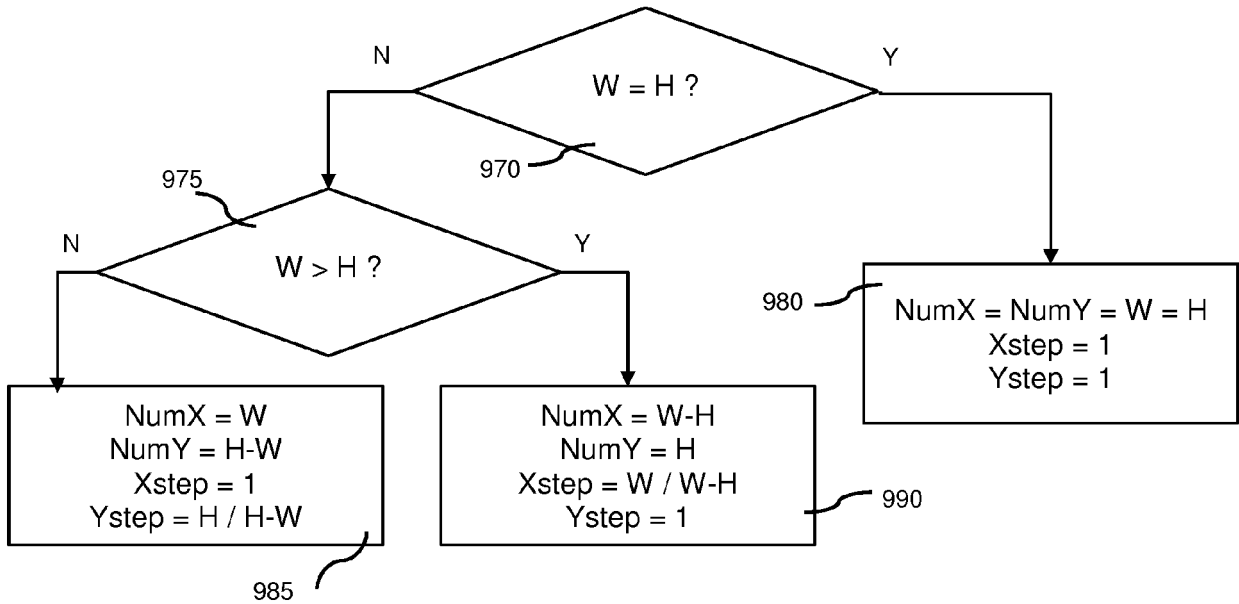 N
Y
W = H ?
970
975
N
Y
W > H ?
980
NumX = NumY = W = H
Xstep = 1
Ystep = 1
NumX = W
NumY = H-W
Xstep = 1
Ystep = H / H-W
985
NumX = W-H
NumY = H
Xstep = W / W-H
Ystep = 1
990